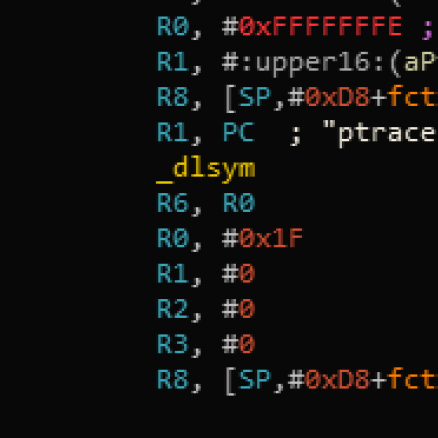 R0, #0xFFFFFFFE ;
R1, #:upper16:(aP
R8, [SP,#0xD8+fct
R1, PC ; "ptrace
_dlsym
R6, R0
R0, #0x1F
R1, #0
R2, #0
R3, #0
R8, [SP,#0xD8+fct